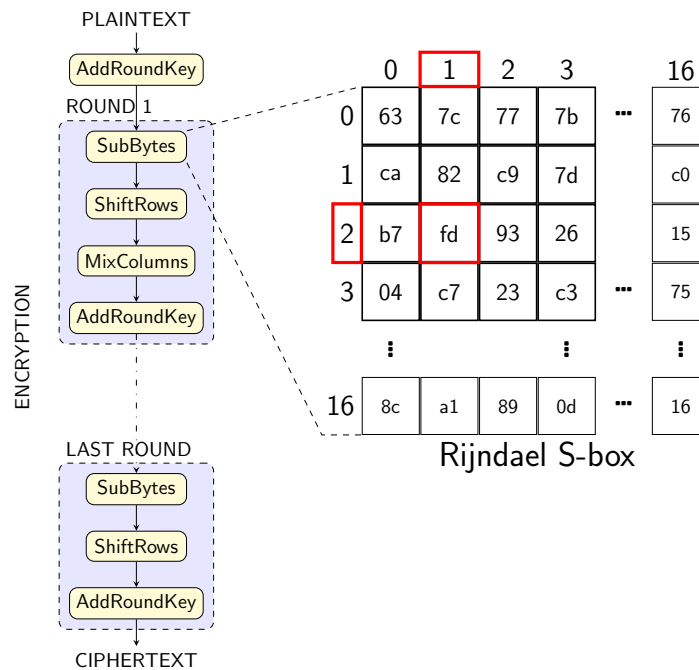 PLAINTEXT
AddRoundKey
ROUND 1
SubBytes
ShiftRows
MixColumns
AddRoundKey
ENCRYPTION
LAST ROUND
SubBytes
ShiftRows
AddRoundKey
CIPHERTEXT
0 1 2 3 16
0 63 7c 77 7b ... 76
1 ca 82 c9 7d c0
2 b7 fd 93 26 15
3 04 c7 23 c3 ... 75
16 8c a1 89 0d ... 16
Rijndael S-box